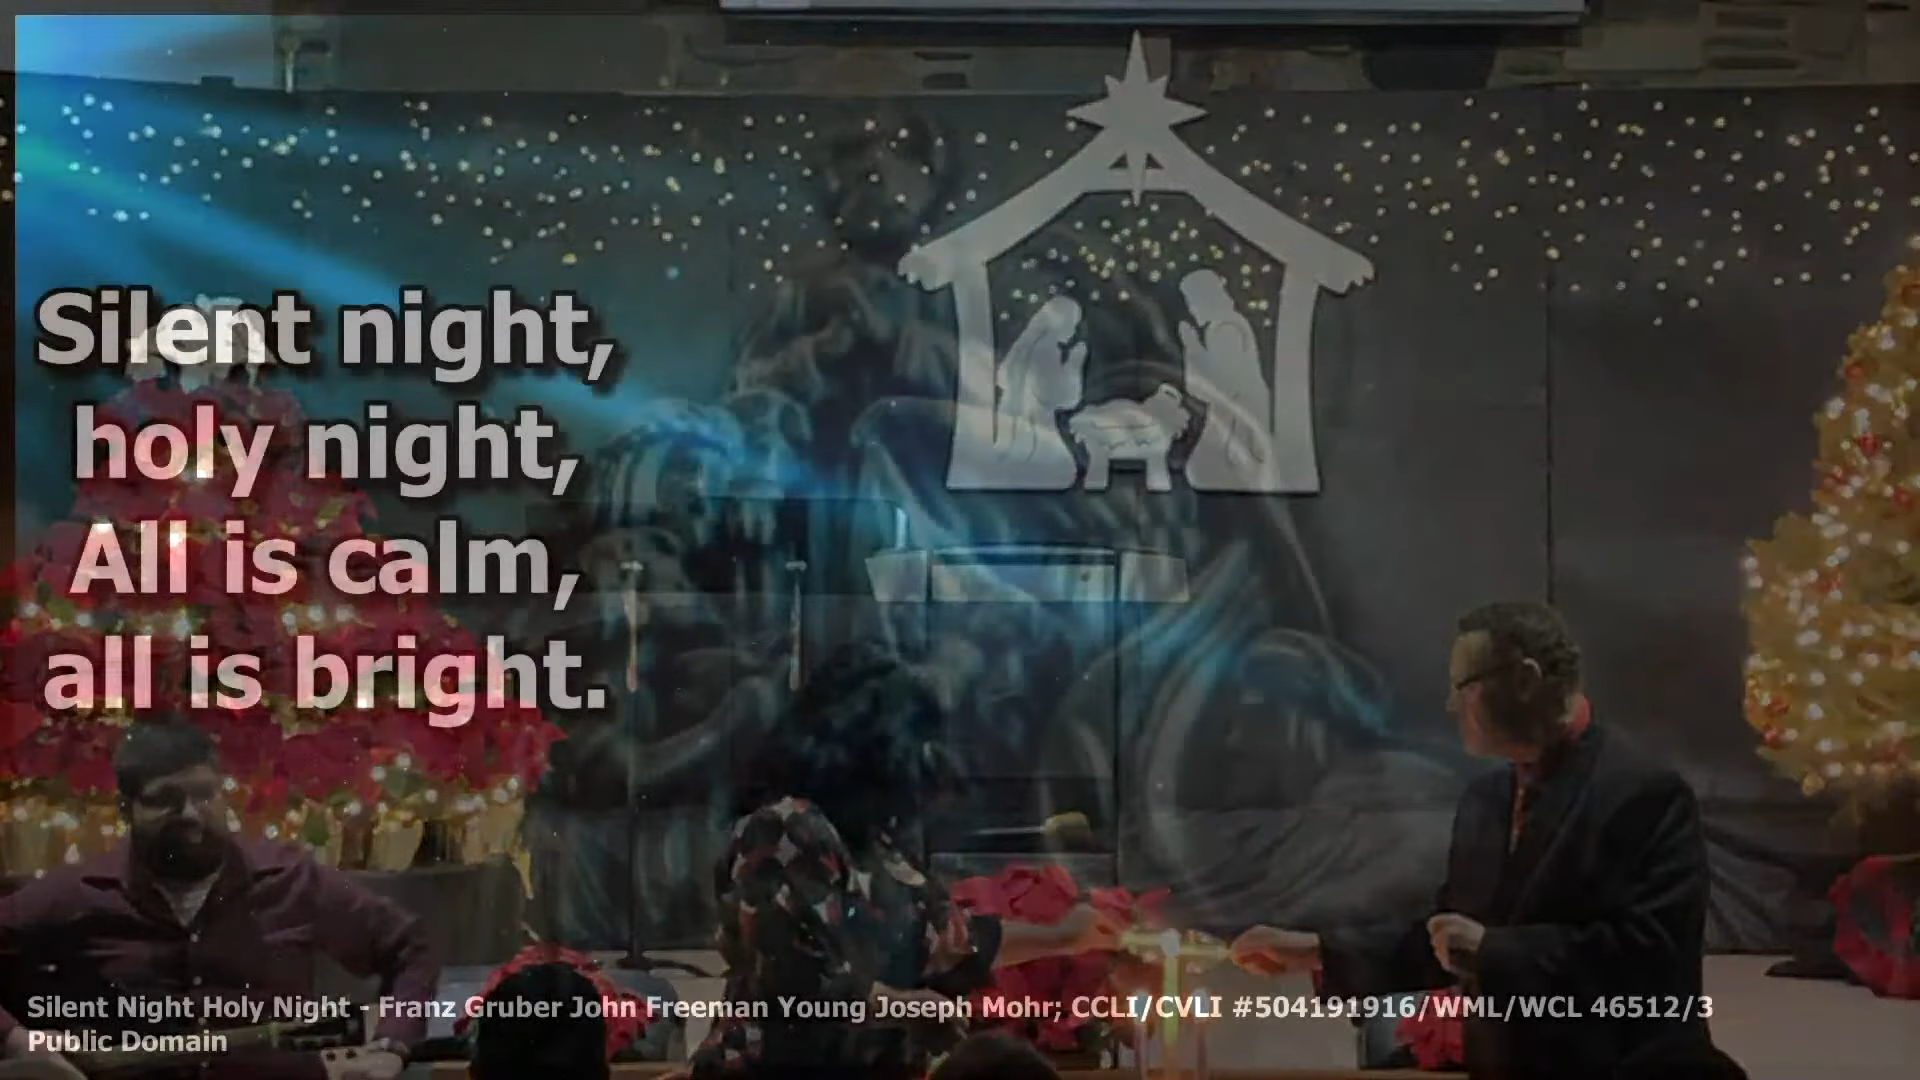 Silent night,
holy night,
All is calm,
all is bright.
Silent Night Holy Night - Franz Gruber John Freeman Young Joseph Mohr; CCLI/CVLI #504191916/WML/WCL 46512/3
Public Domain